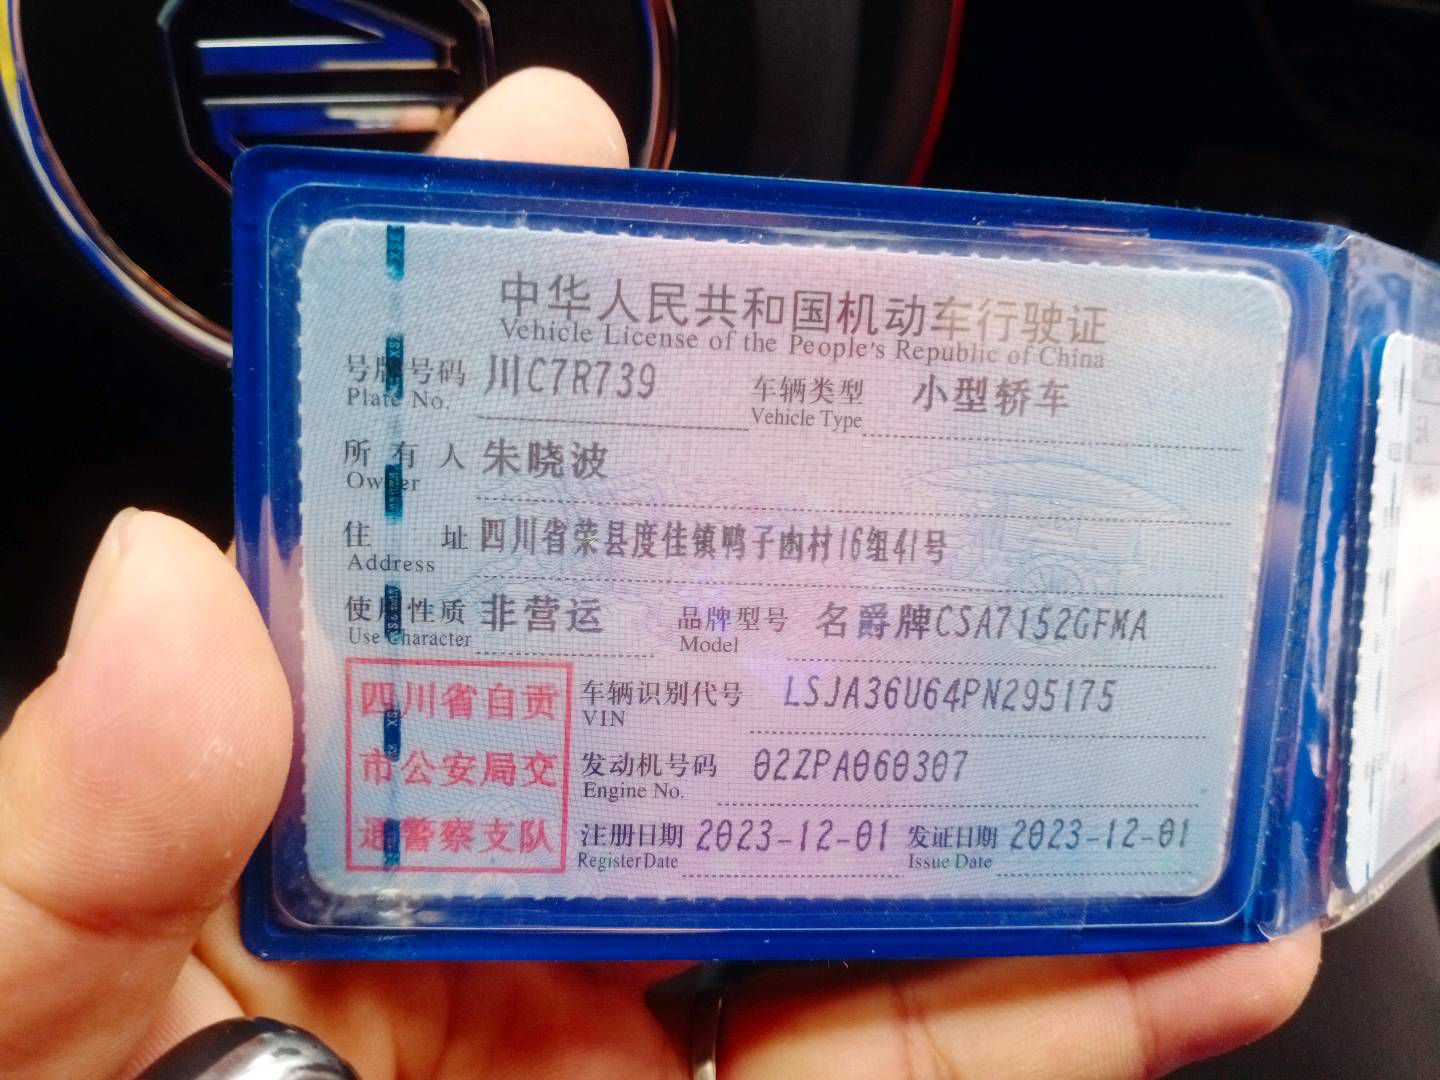 中华人民共和国机动车行驶证
Vehicle License of the People's Republic of China
号牌号码 川C7R739 车辆类型 小型轿车
Plate No. Vehicle Type
所有人 朱晓波
Owner
住址 四川省荣县度佳镇鸭子凼村16组41号
Address
使用性质 非营运 品牌型号 名爵牌CSA7152GFMA
Use Character Model
四川省自贡
市公安局交
通警察支队
车辆识别代号 LSJA36U64PN295175
VIN
发动机号码 02ZPA060307
Engine No.
注册日期 2023-12-01 发证日期 2023-12-01
Register Date Issue Date